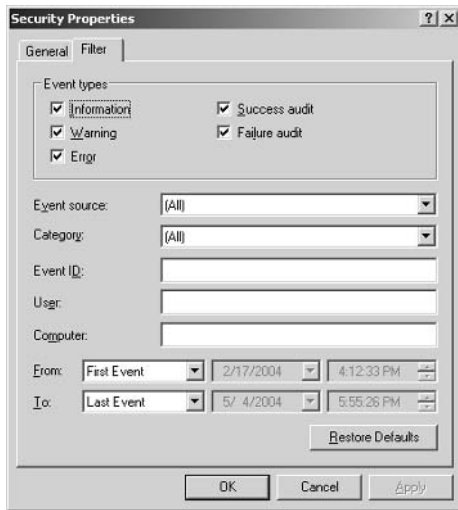 Security Properties
General Filter
Event types
Information Success audit
Warning Failure audit
Error
Event source: (All)
Category: (All)
Event ID:
User:
Computer:
From: First Event 2/17/2004 4:12:33 PM
To: Last Event 5/ 4/2004 5:55:26 PM
Restore Defaults
OK Cancel Apply